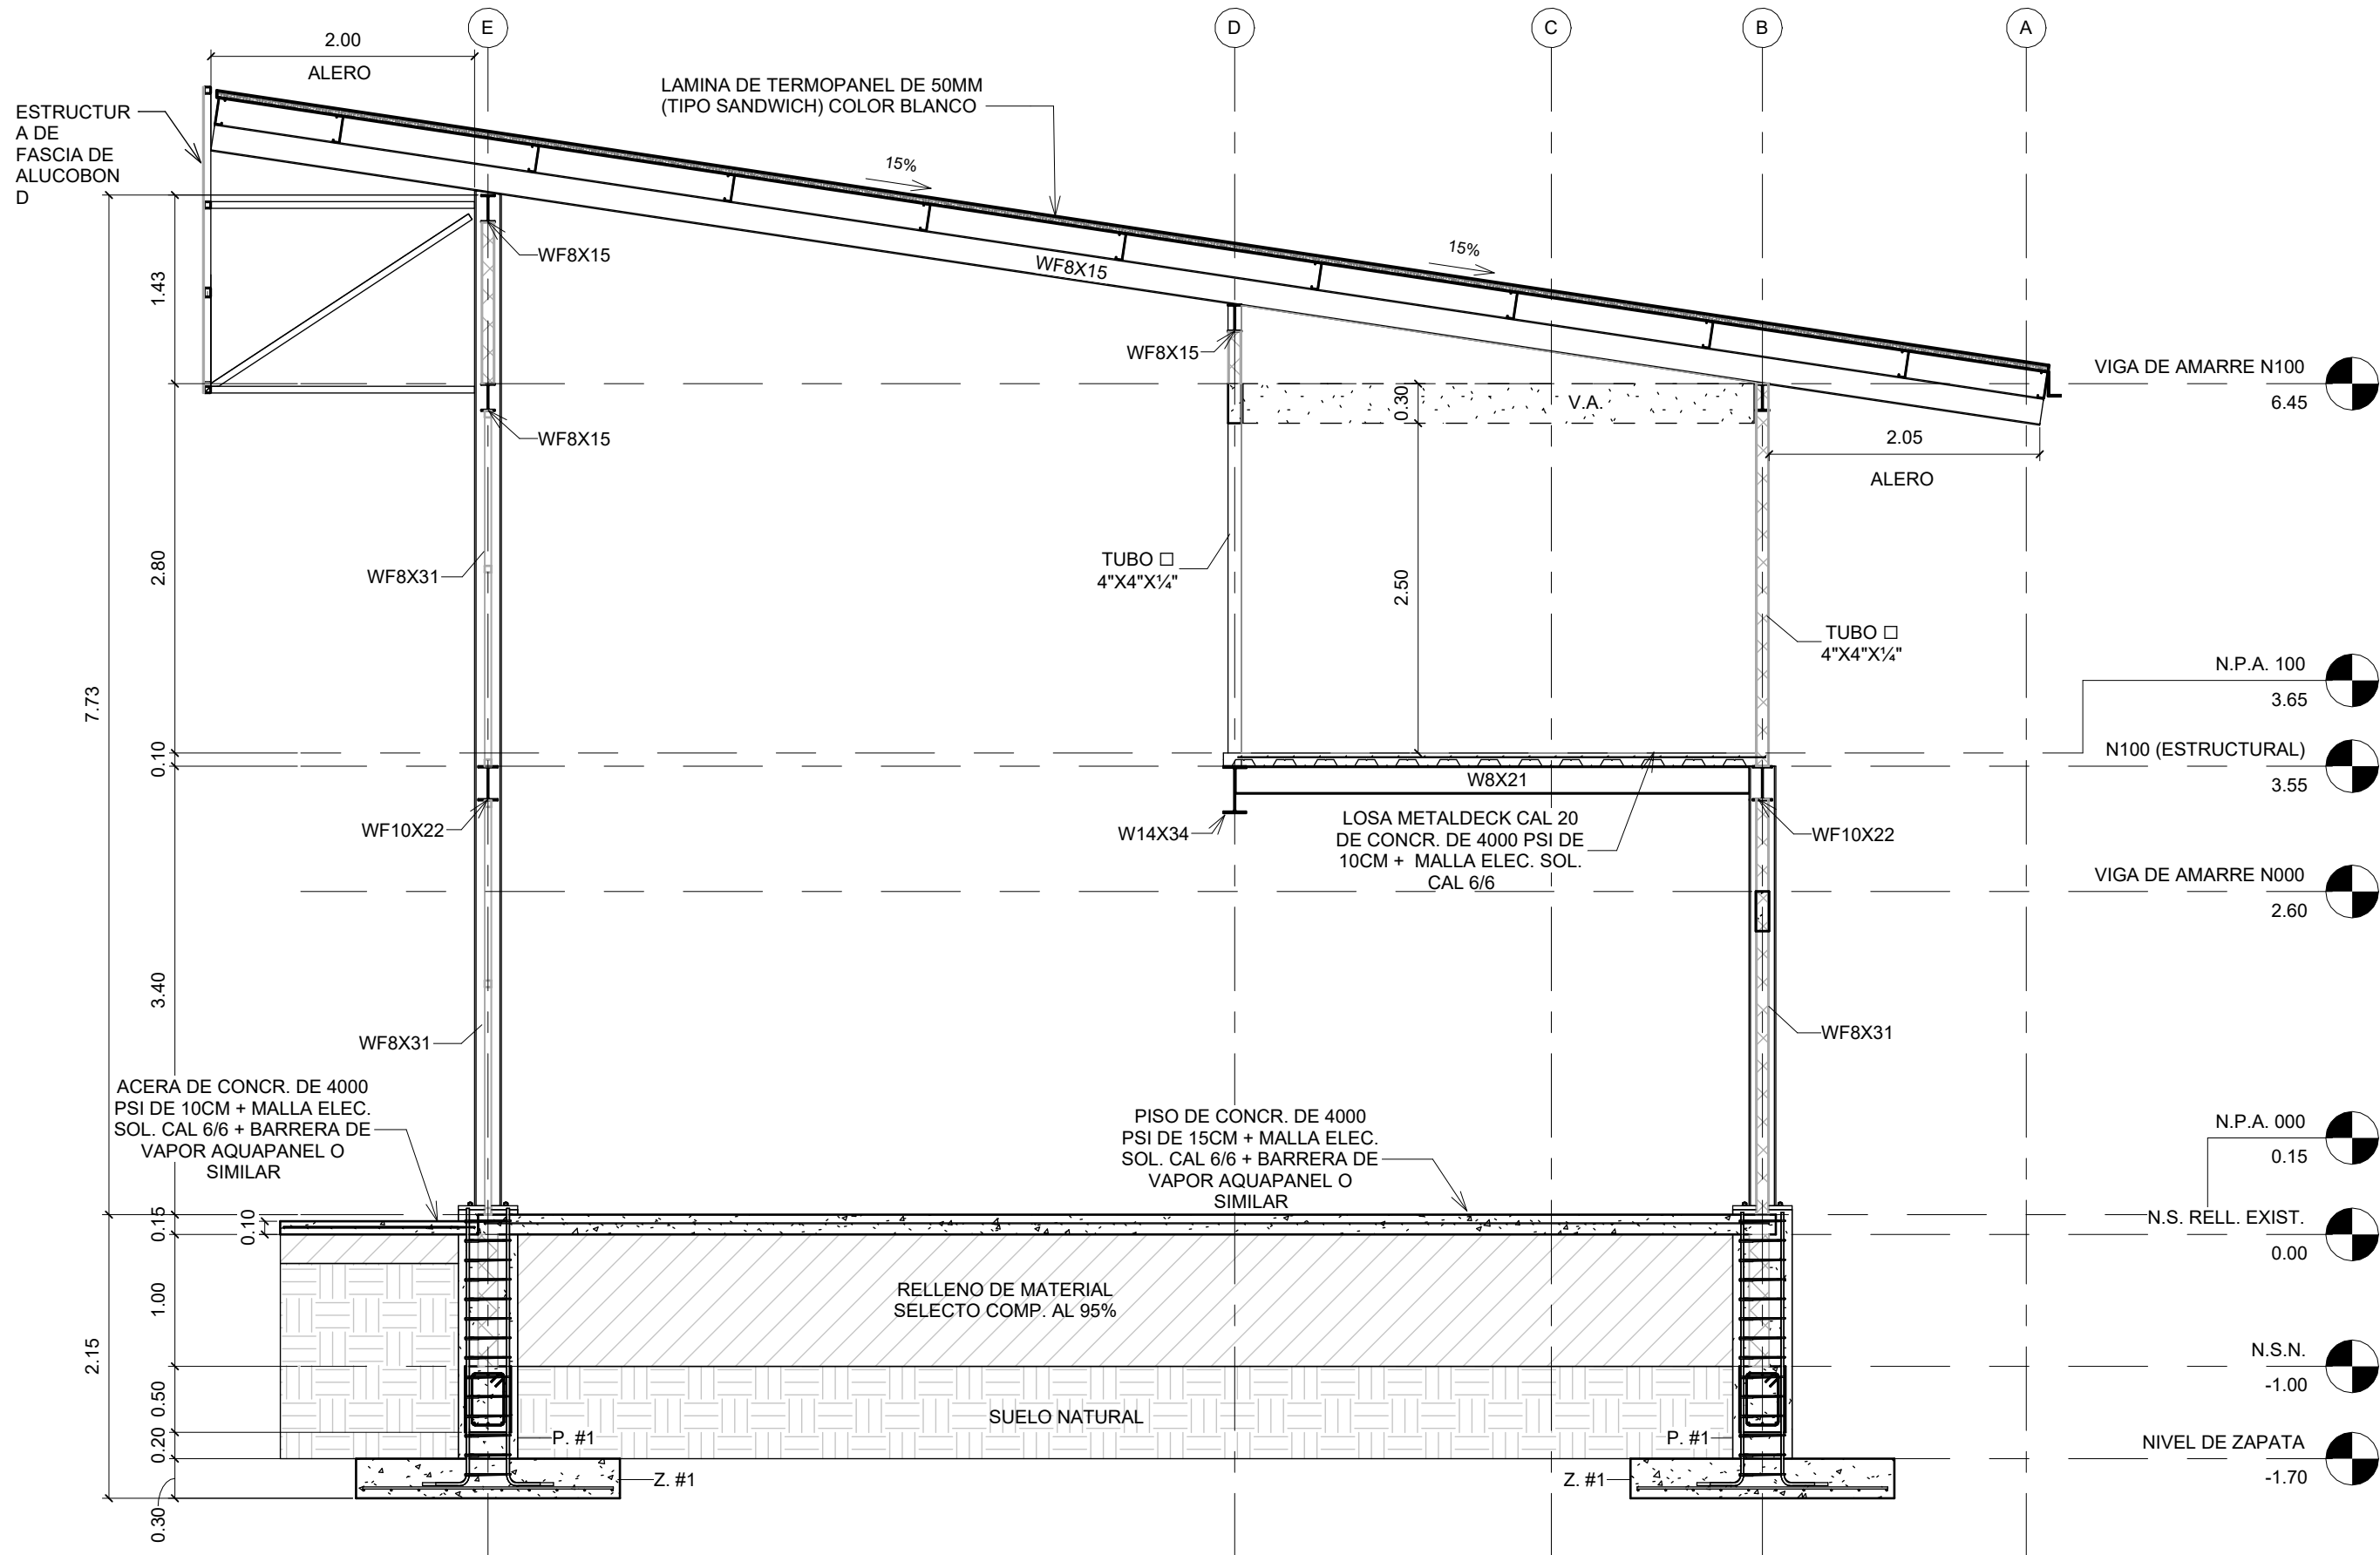 E
D
C
B
A
2.00
ALERO
ESTRUCTUR
A DE
FASCIA DE
ALUCOBON
D
LAMINA DE TERMOPANEL DE 50MM
(TIPO SANDWICH) COLOR BLANCO
15%
15%
WF8X15
WF8X15
WF8X15
WF8X15
1.43
0.30
V.A.
VIGA DE AMARRE N100
6.45
2.05
ALERO
2.80
WF8X31
TUBO □
4"X4"X¼"
2.50
TUBO □
4"X4"X¼"
N.P.A. 100
3.65
7.73
0.10
N100 (ESTRUCTURAL)
3.55
W8X21
WF10X22
W14X34
LOSA METALDECK CAL 20
DE CONCR. DE 4000 PSI DE
10CM + MALLA ELEC. SOL.
CAL 6/6
WF10X22
VIGA DE AMARRE N000
2.60
3.40
WF8X31
WF8X31
ACERA DE CONCR. DE 4000
PSI DE 10CM + MALLA ELEC.
SOL. CAL 6/6 + BARRERA DE
VAPOR AQUAPANEL O
SIMILAR
PISO DE CONCR. DE 4000
PSI DE 15CM + MALLA ELEC.
SOL. CAL 6/6 + BARRERA DE
VAPOR AQUAPANEL O
SIMILAR
N.P.A. 000
0.15
0.15
0.10
N.S. RELL. EXIST.
0.00
1.00
RELLENO DE MATERIAL
SELECTO COMP. AL 95%
2.15
N.S.N.
-1.00
0.50
SUELO NATURAL
P. #1
P. #1
0.20
NIVEL DE ZAPATA
-1.70
Z. #1
Z. #1
0.30